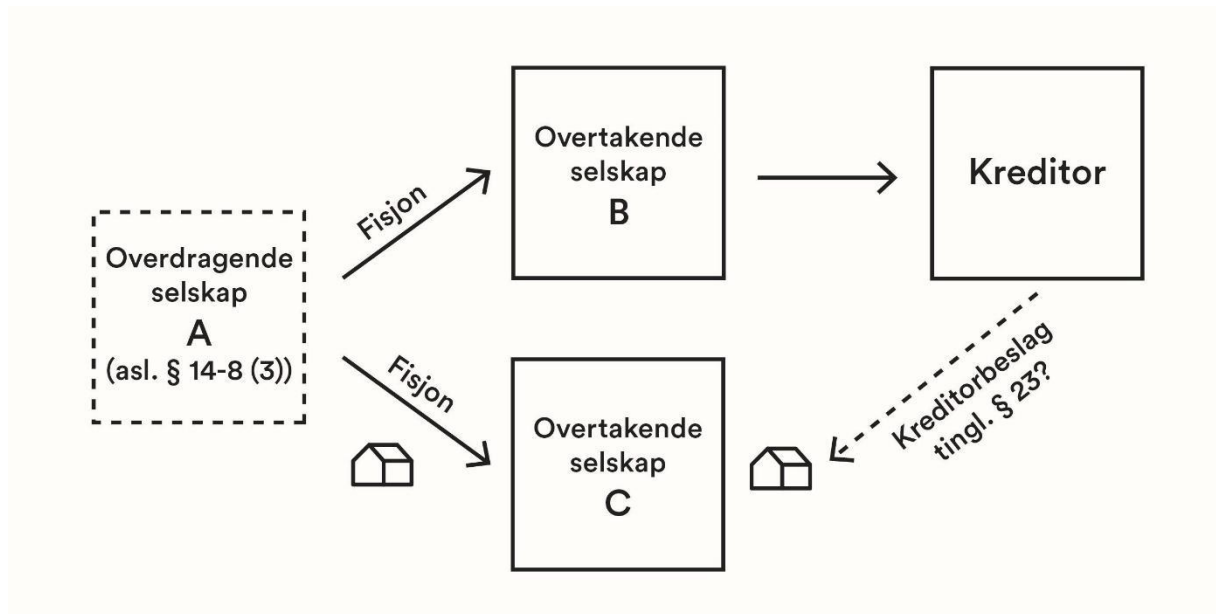 Overdragende
selskap
A
(asl. § 14-8 (3))
Fisjon
Fisjon
Overtakende
selskap
B
Overtakende
selskap
C
Kreditor
Kreditorbeslag
tingl. § 23?